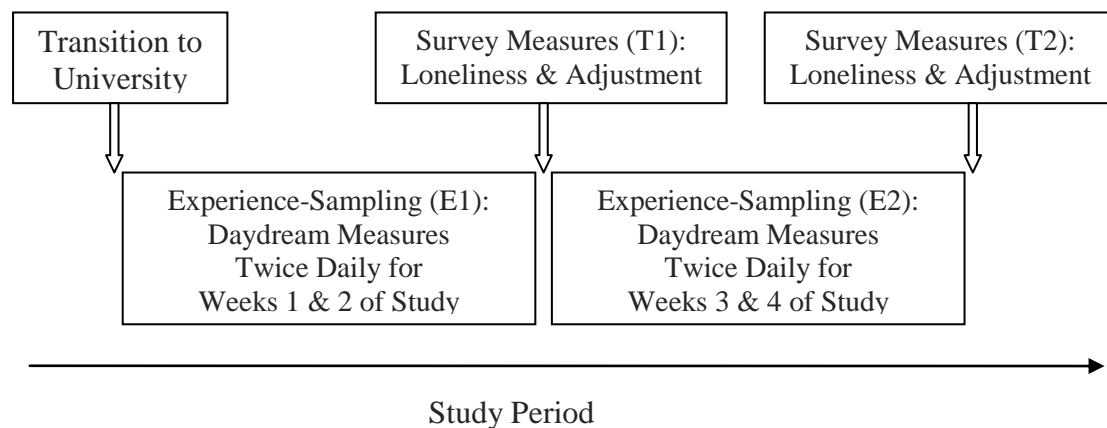 Transition to
University
Survey Measures (T1):
Loneliness & Adjustment
Survey Measures (T2):
Loneliness & Adjustment
Experience-Sampling (E1):
Daydream Measures
Twice Daily for
Weeks 1 & 2 of Study
Experience-Sampling (E2):
Daydream Measures
Twice Daily for
Weeks 3 & 4 of Study
Study Period